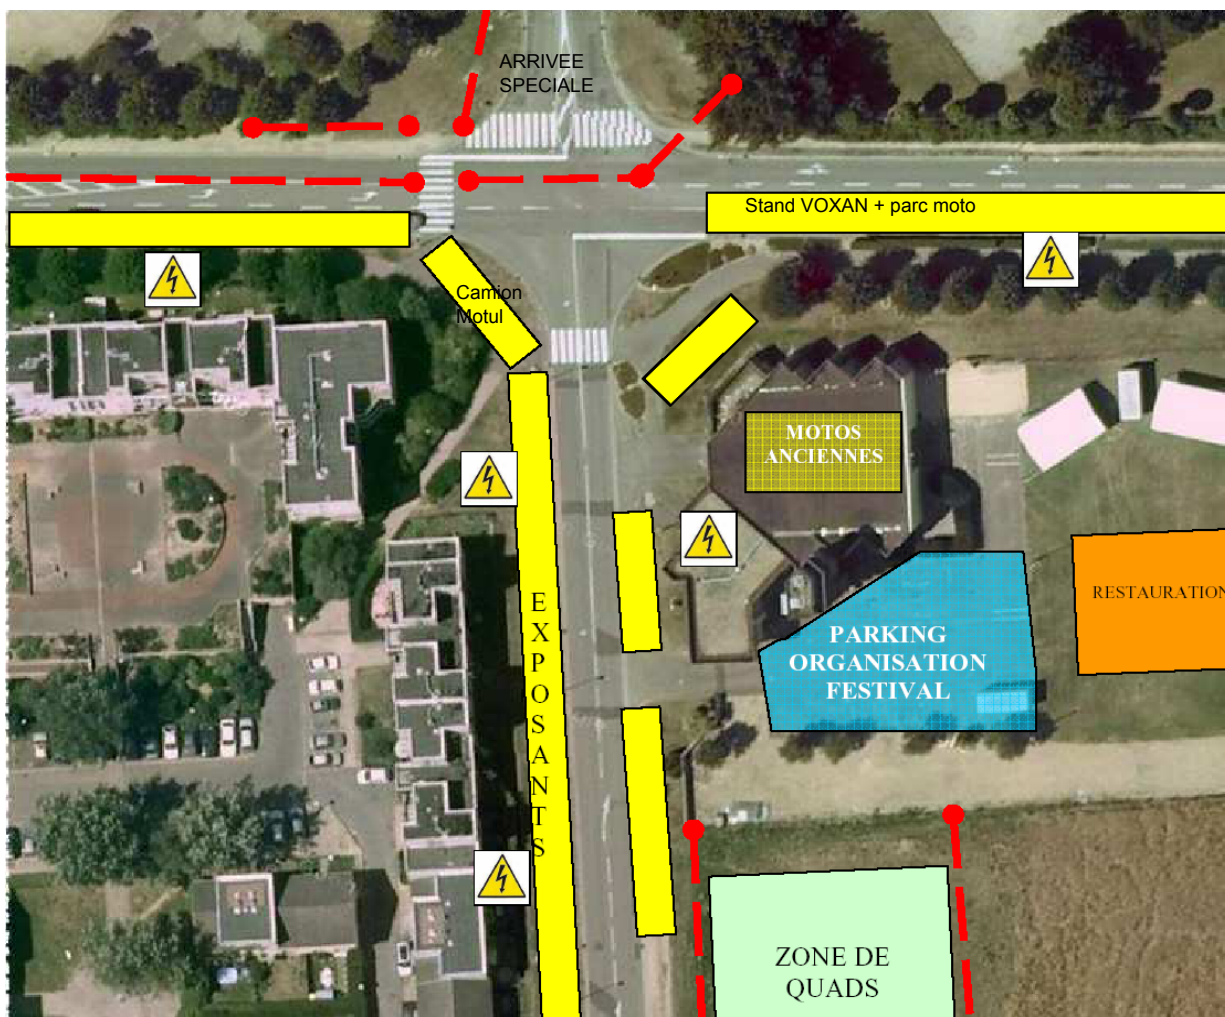 ARRIVEE
SPECIALE
Stand VOXAN + parc moto
Camion
Motul
MOTOS
ANCIENNES
EXPOSANTS
RESTAURATION
PARKING
ORGANISATION
FESTIVAL
ZONE DE
QUADS